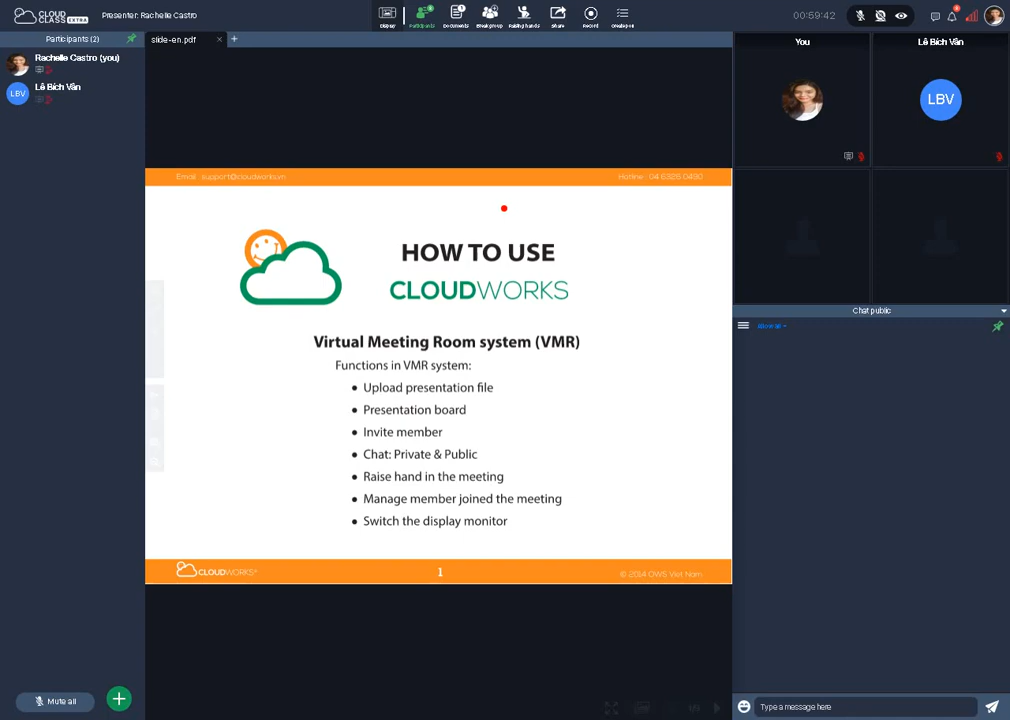 CLOUD CLASS EXTRA
Presenter: Rachelle Castro
Display
Participants
Documents
Breakgroup
Raising hands
Share
Record
00:59:42
Participants (2)
slide-en.pdf
Rachelle Castro (you)
LBV
Lê Bích Vân
You
Lê Bích Vân
LBV
Email : support@cloudworks.vn
Hotline : 04 6325 0490
HOW TO USE
CLOUDWORKS
Virtual Meeting Room system (VMR)
Functions in VMR system:
• Upload presentation file
• Presentation board
• Invite member
• Chat: Private & Public
• Raise hand in the meeting
• Manage member joined the meeting
• Switch the display monitor
CLOUDWORKS
1
© 2014 OWS Viet Nam
Chat public
Mute all
Type a message here